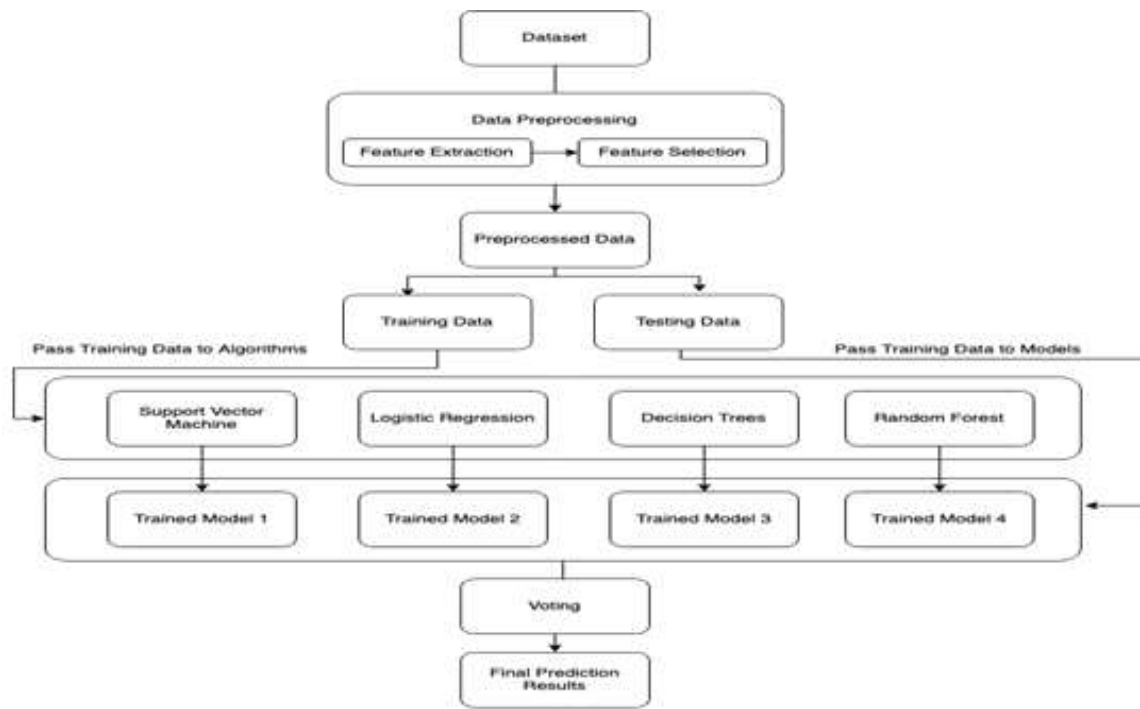 Dataset
Data Preprocessing
Feature Extraction
Feature Selection
Preprocessed Data
Training Data
Testing Data
Pass Training Data to Algorithms
Pass Training Data to Models
Support Vector
Machine
Logistic Regression
Decision Trees
Random Forest
Trained Model 1
Trained Model 2
Trained Model 3
Trained Model 4
Voting
Final Prediction
Results